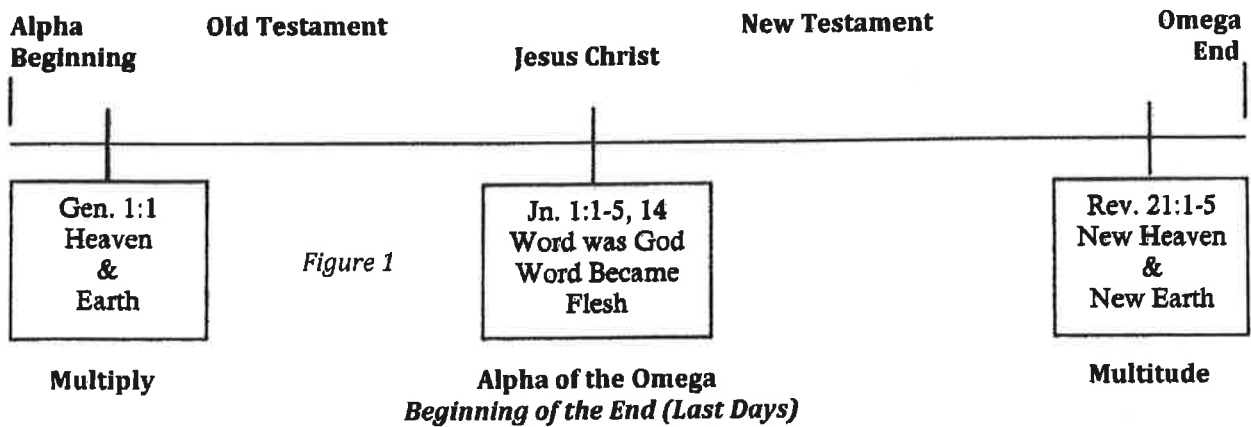 Alpha
Beginning
Old Testament
Jesus Christ
New Testament
Omega
End
Gen. 1:1
Heaven
&
Earth
Figure 1
Jn. 1:1-5, 14
Word was God
Word Became
Flesh
Rev. 21:1-5
New Heaven
&
New Earth
Multiply
Alpha of the Omega
Beginning of the End (Last Days)
Multitude